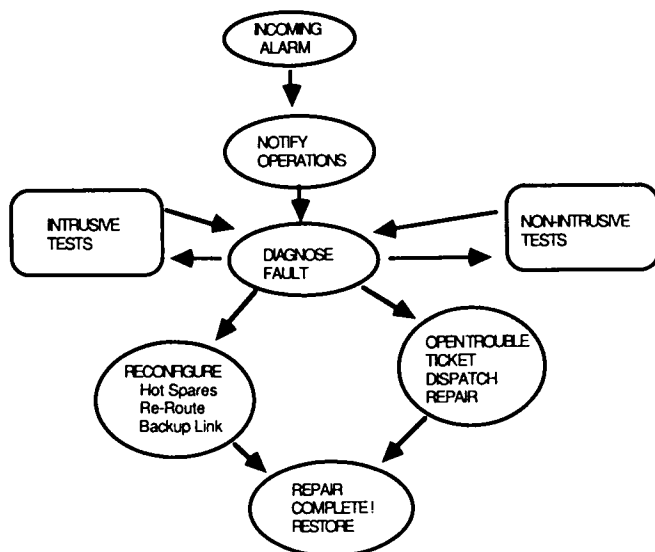 INCOMING
ALARM
NOTIFY
OPERATIONS
INTRUSIVE
TESTS
NON-INTRUSIVE
TESTS
DIAGNOSE
FAULT
RECONFIGURE
Hot Spares
Re-Route
Backup Link
OPEN TROUBLE
TICKET
DISPATCH
REPAIR
REPAIR
COMPLETE!
RESTORE